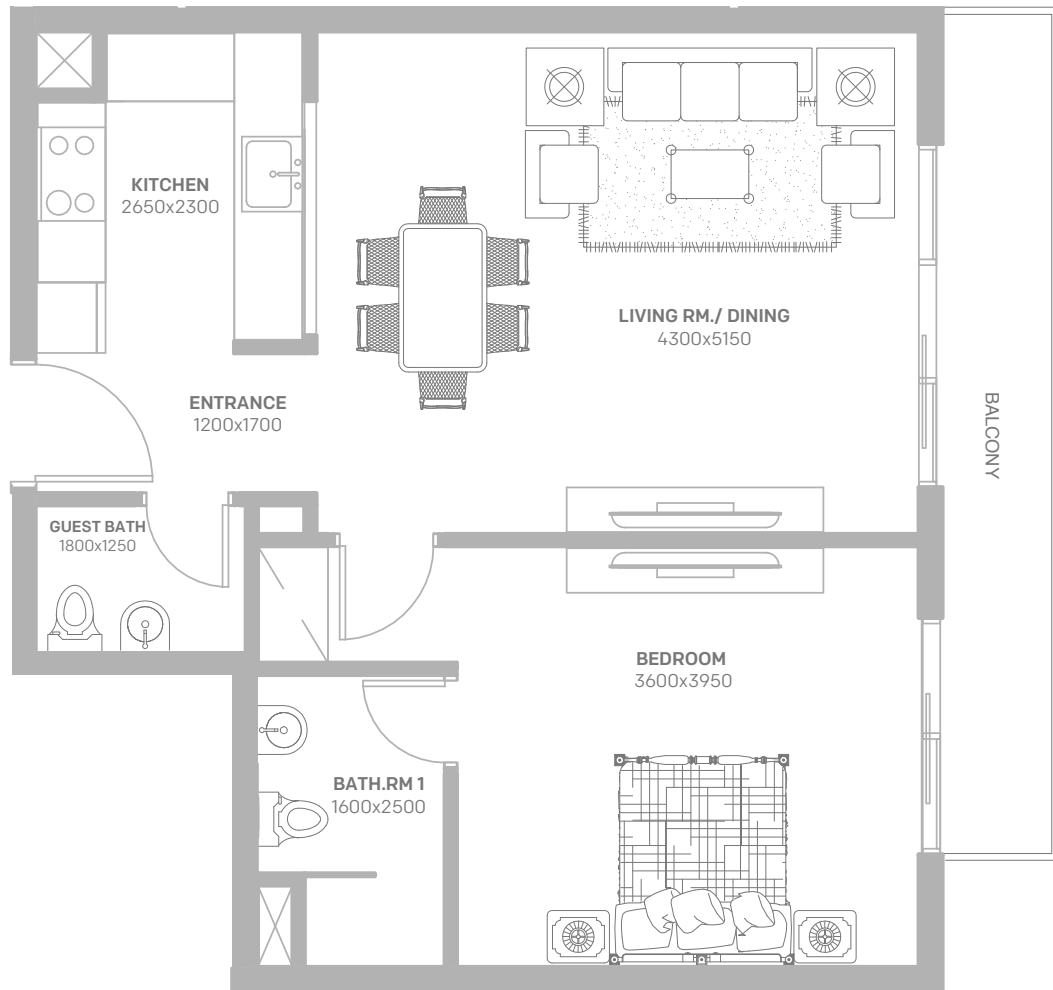 KITCHEN
2650x2300
LIVING RM./ DINING
4300x5150
ENTRANCE
1200x1700
BALCONY
GUEST BATH
1800x1250
BEDROOM
3600x3950
BATH.RM 1
1600x2500